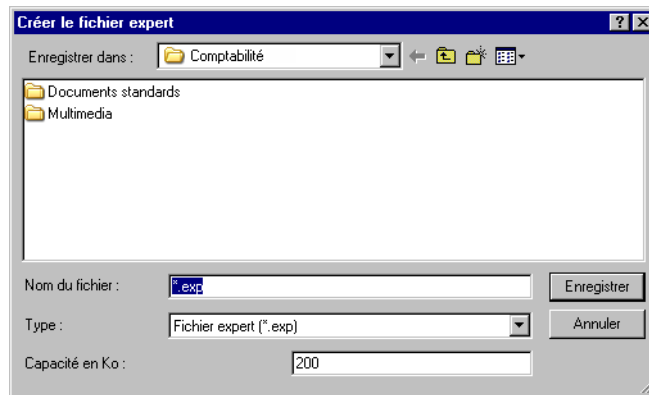 Créer le fichier expert
Enregistrer dans : Comptabilité
Documents standards
Multimedia
Nom du fichier : *.exp Enregistrer
Type : Fichier expert (*.exp) Annuler
Capacité en Ko : 200